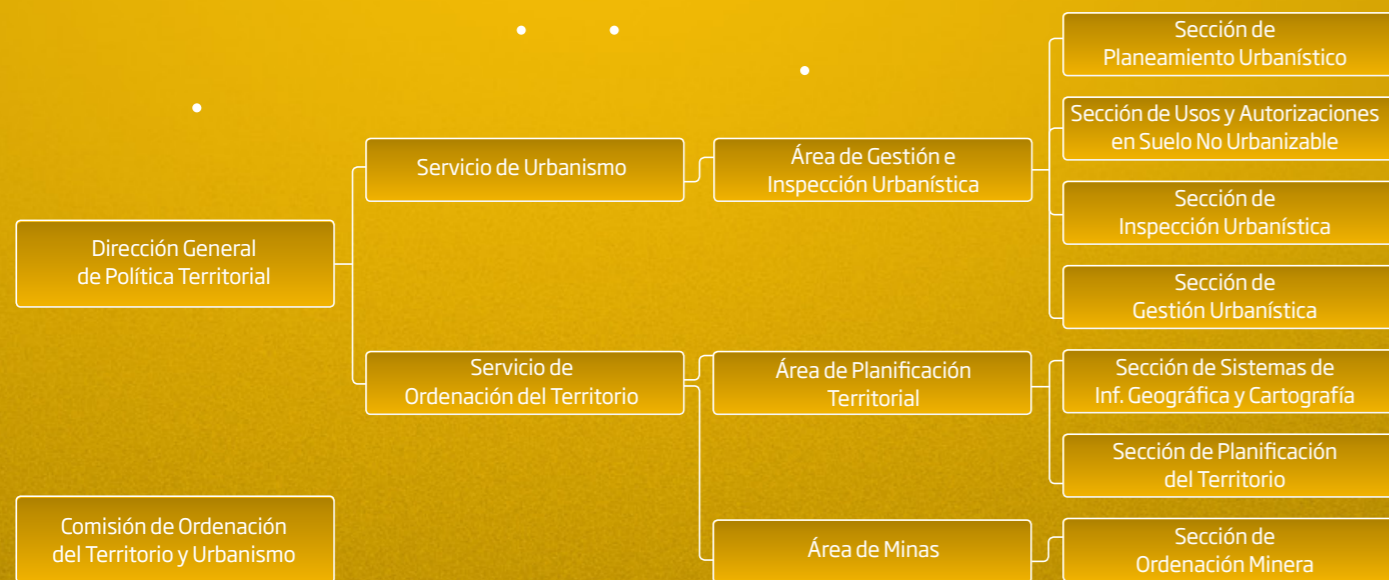 Dirección General
de Política Territorial
Comisión de Ordenación
del Territorio y Urbanismo
Servicio de Urbanismo
Servicio de
Ordenación del Territorio
Área de Gestión e
Inspección Urbanística
Área de Planificación
Territorial
Área de Minas
Sección de
Planeamiento Urbanístico
Sección de Usos y Autorizaciones
en Suelo No Urbanizable
Sección de
Inspección Urbanística
Sección de
Gestión Urbanística
Sección de Sistemas de
Inf. Geográfica y Cartografía
Sección de Planificación
del Territorio
Sección de
Ordenación Minera